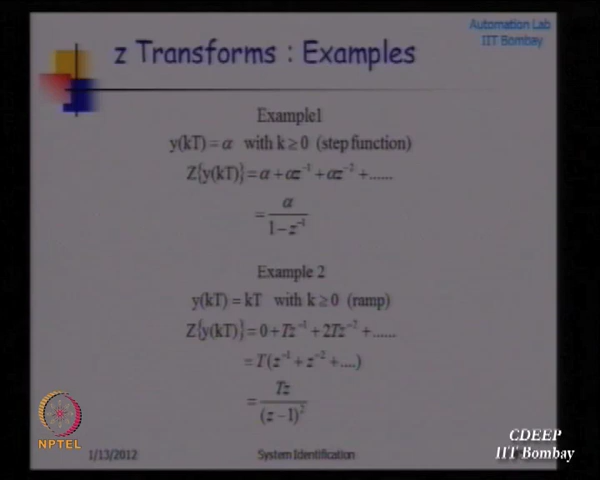 Automation Lab
IIT Bombay
z Transforms : Examples
Example1
y(kT) = α with k ≥ 0 (step function)
Z{y(kT)} = α + αz⁻¹ + αz⁻² + ......
= α / (1 − z⁻¹)
Example 2
y(kT) = kT with k ≥ 0 (ramp)
Z{y(kT)} = 0 + Tz⁻¹ + 2Tz⁻² + ......
= T(z⁻¹ + z⁻² + ....)
= Tz / (z − 1)²
NPTEL
1/13/2012
System Identification
CDEEP
IIT Bombay